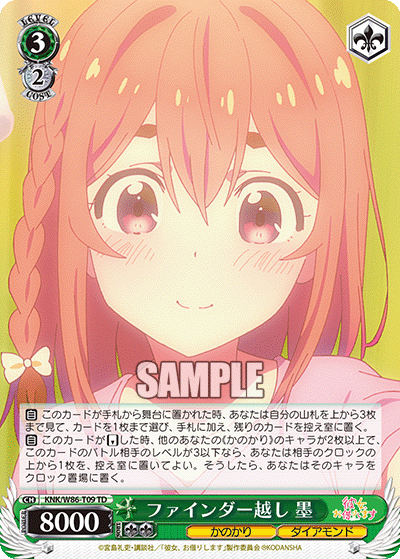 LEVEL
3
2
COST
SAMPLE
自 このカードが手札から舞台に置かれた時、あなたは自分の山札を上から3枚
まで見て、カードを1枚まで選び、手札に加え、残りのカードを控え室に置く。
自 このカードが した時、他のあなたの《かのかり》のキャラが2枚以上で、
このカードのバトル相手のレベルが3以下なら、あなたは相手のクロックの
上から1枚を、控え室に置いてよい。そうしたら、あなたはそのキャラを
クロック置場に置く。
CH KNK/W86-T09 TD
POWER
8000
ファインダー越し 墨
彼女、お借りします
かのかり
ダイアモンド
©宮島礼吏・講談社/「彼女、お借りします」製作委員会 ©KODANSHA